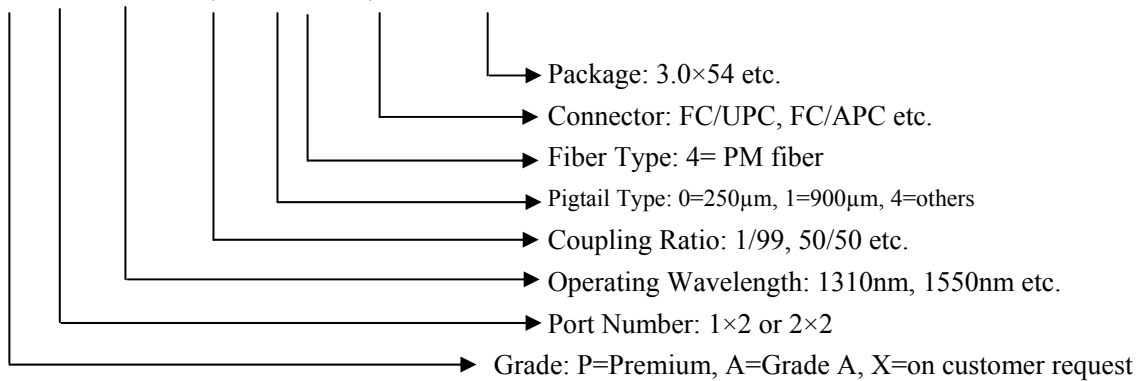 Package: 3.0×54 etc.
Connector: FC/UPC, FC/APC etc.
Fiber Type: 4= PM fiber
Pigtail Type: 0=250μm, 1=900μm, 4=others
Coupling Ratio: 1/99, 50/50 etc.
Operating Wavelength: 1310nm, 1550nm etc.
Port Number: 1×2 or 2×2
Grade: P=Premium, A=Grade A, X=on customer request